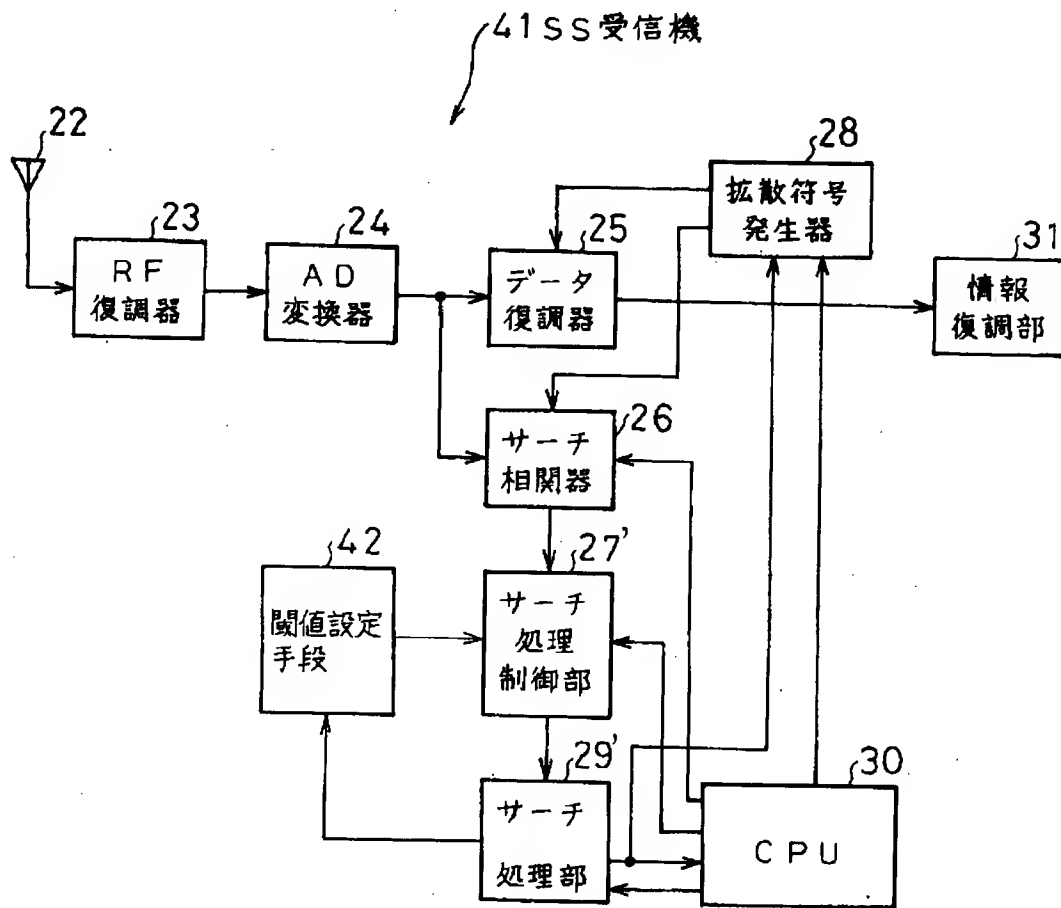 41 SS受信機
22
23
RF
復調器
24
AD
変換器
25
データ
復調器
28
拡散符号
発生器
31
情報
復調部
26
サーチ
相関器
42
閾値設定
手段
27'
サーチ
処理
制御部
29'
サーチ
処理部
30
CPU